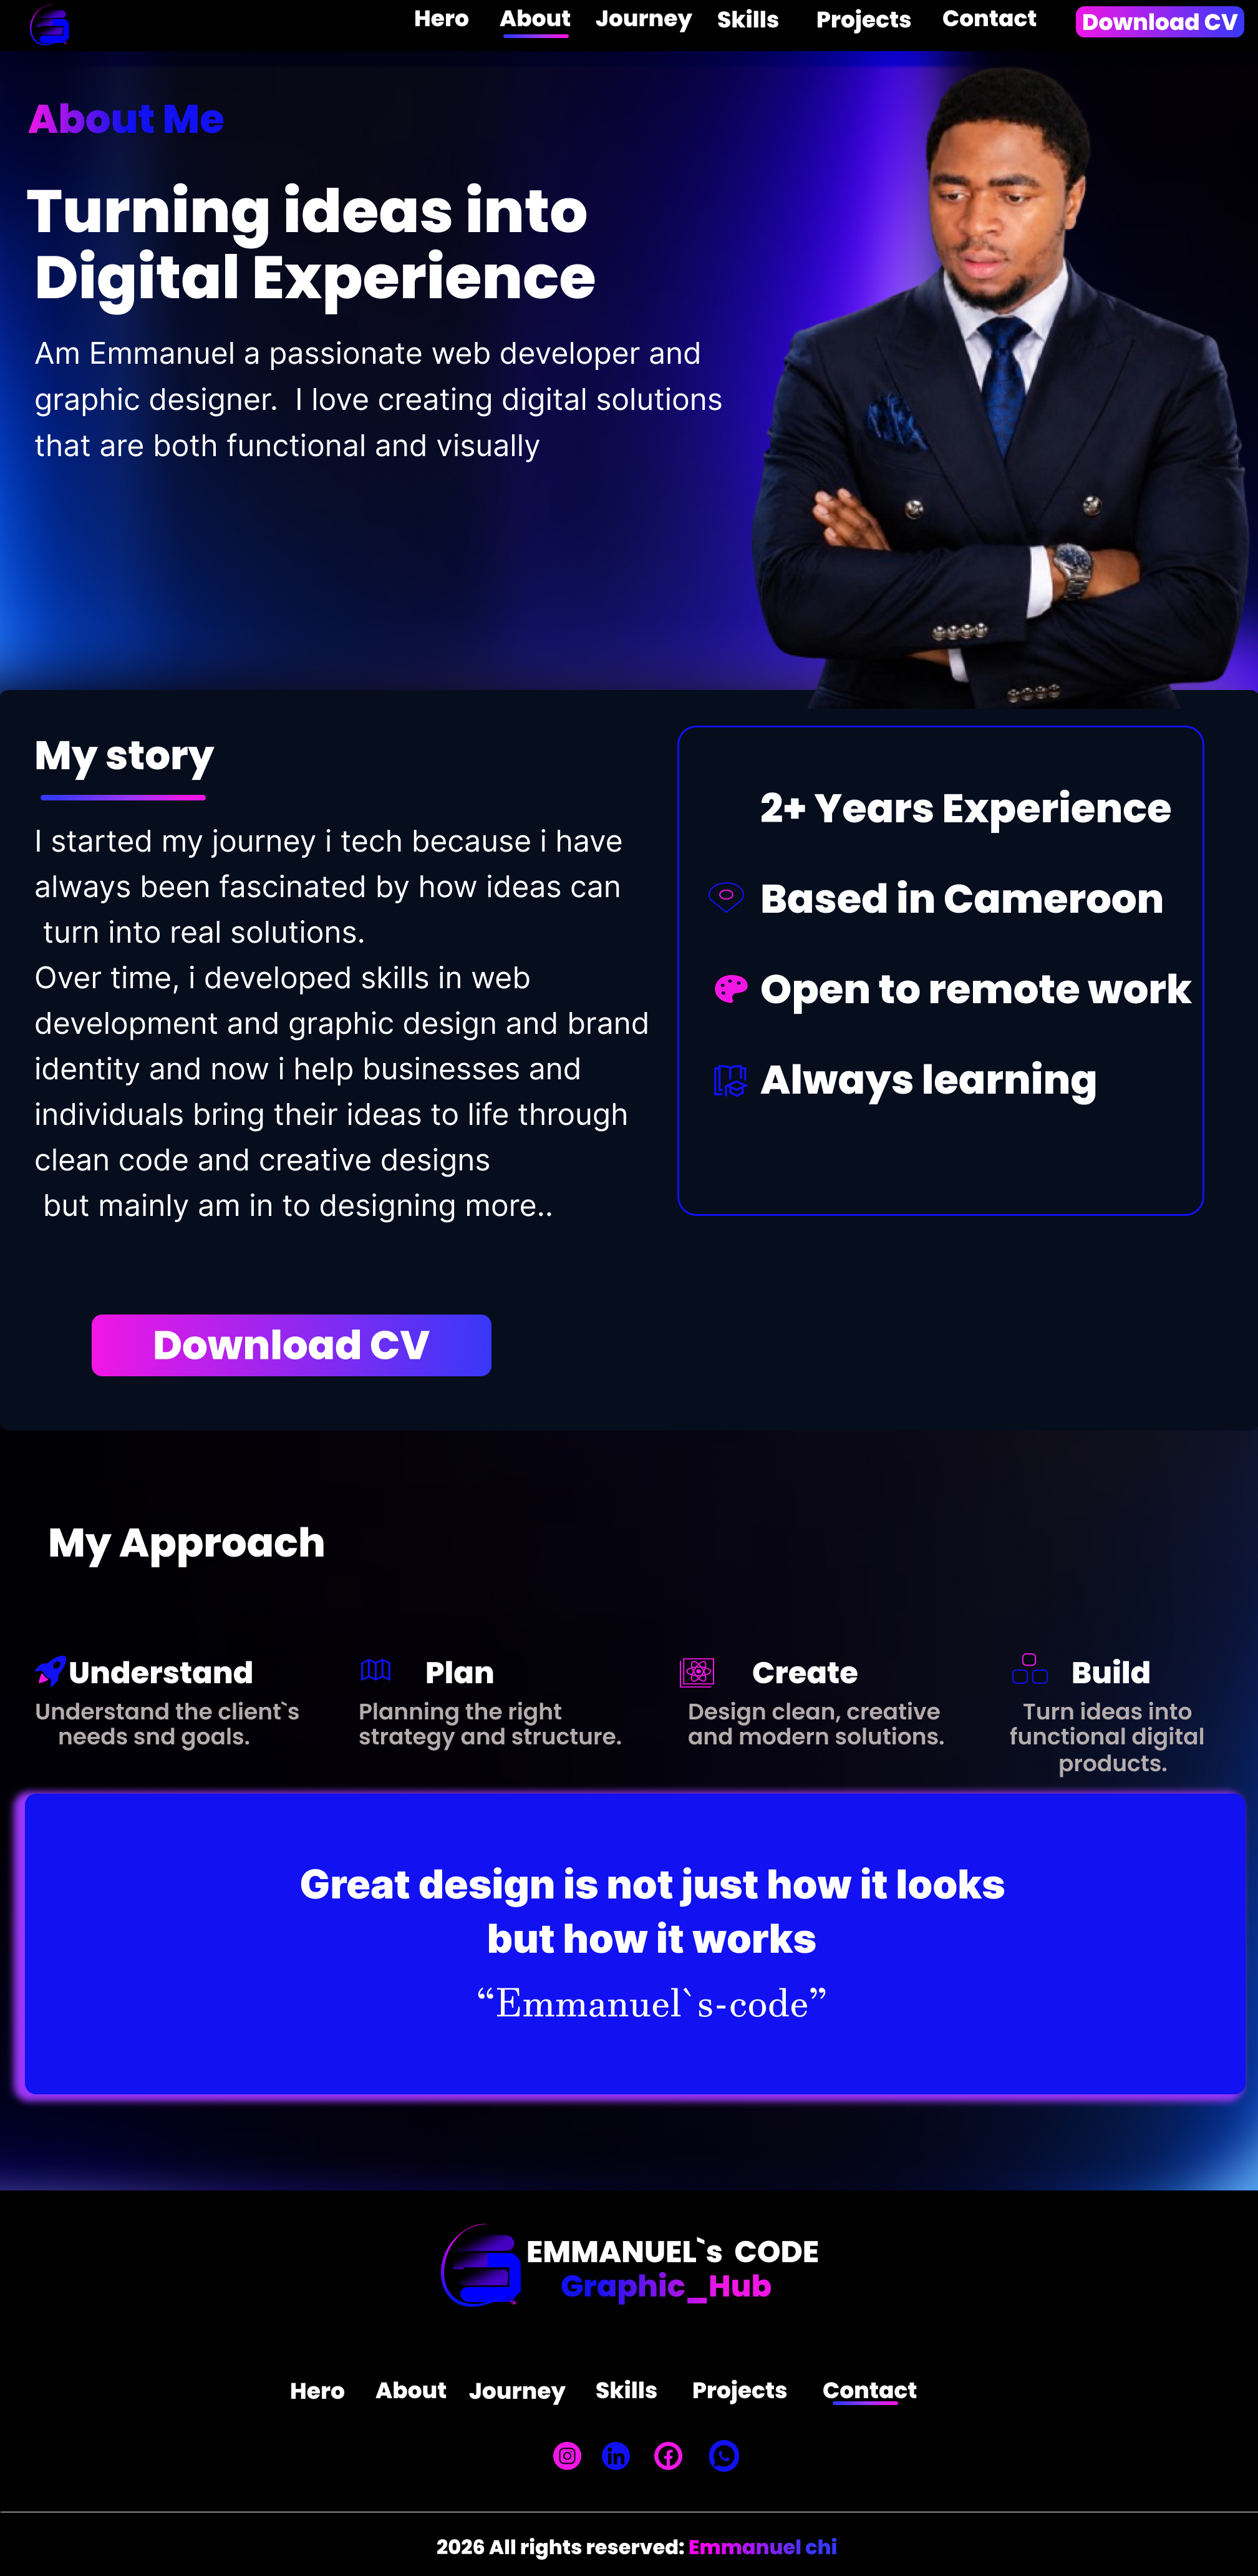 Hero About Journey Skills Projects Contact Download CV
About Me
Turning ideas into
Digital Experience
Am Emmanuel a passionate web developer and
graphic designer. I love creating digital solutions
that are both functional and visually
My story
I started my journey i tech because i have
always been fascinated by how ideas can
turn into real solutions.
Over time, i developed skills in web
development and graphic design and brand
identity and now i help businesses and
individuals bring their ideas to life through
clean code and creative designs
but mainly am in to designing more..
2+ Years Experience
Based in Cameroon
Open to remote work
Always learning
Download CV
My Approach
Understand
Understand the client`s
needs snd goals.
Plan
Planning the right
strategy and structure.
Create
Design clean, creative
and modern solutions.
Build
Turn ideas into
functional digital
products.
Great design is not just how it looks
but how it works
“Emmanuel`s-code”
EMMANUEL`s CODE
Graphic_Hub
Hero About Journey Skills Projects Contact
2026 All rights reserved: Emmanuel chi